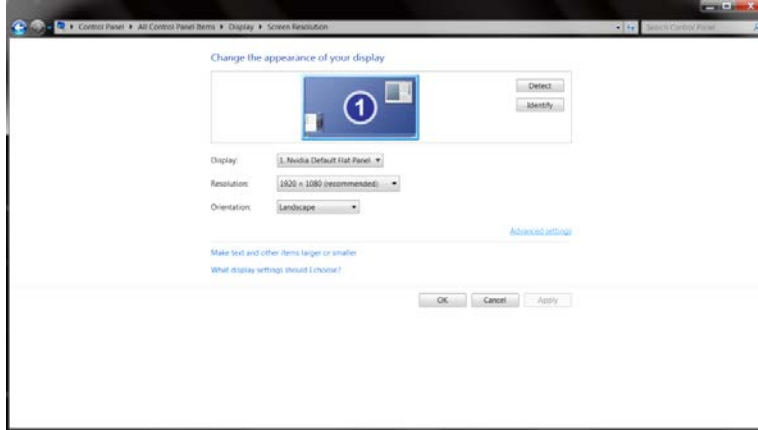 Control Panel ▸ All Control Panel Items ▸ Display ▸ Screen Resolution
Search Control Panel
Change the appearance of your display
1
Detect
Identify
Display: 1. Nvidia Default Flat Panel
Resolution: 1920 × 1080 (recommended)
Orientation: Landscape
Advanced settings
Make text and other items larger or smaller
What display settings should I choose?
OK Cancel Apply